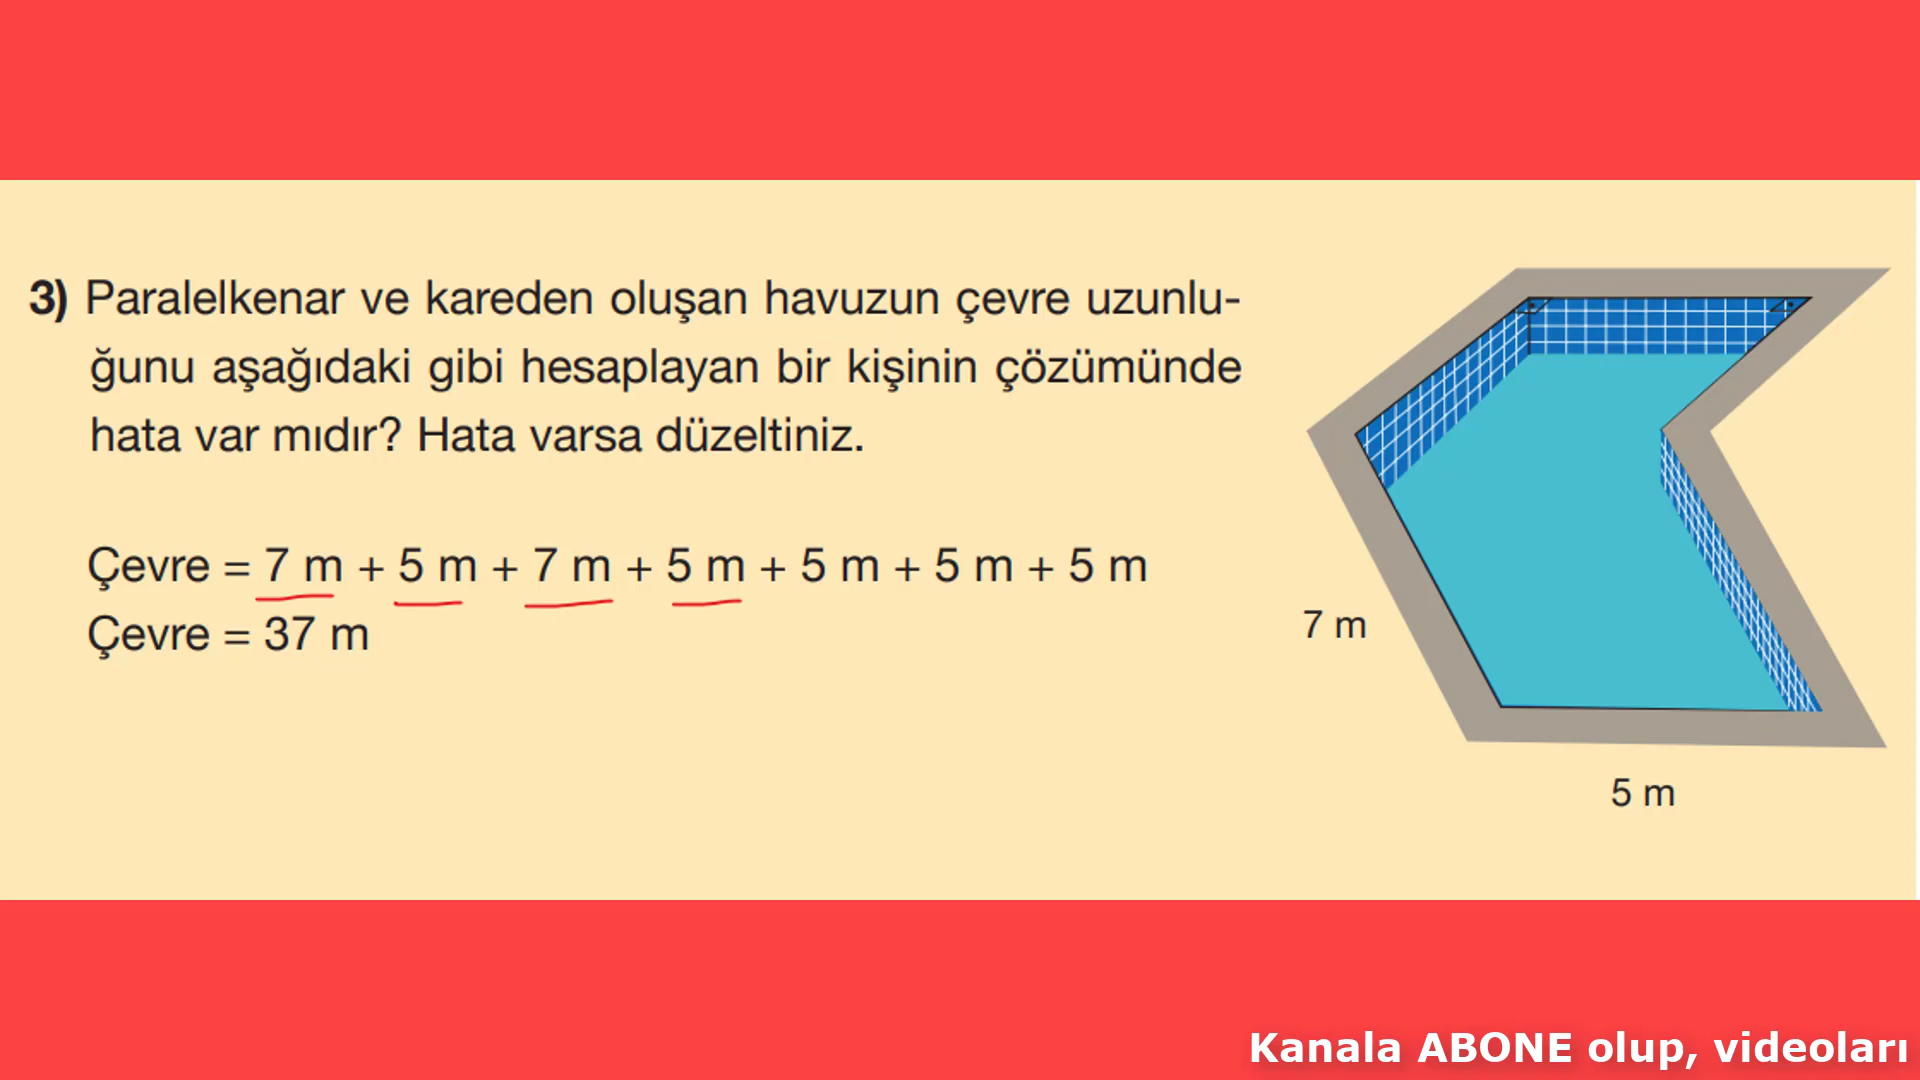 3) Paralelkenar ve kareden oluşan havuzun çevre uzunlu-
ğunu aşağıdaki gibi hesaplayan bir kişinin çözümünde
hata var mıdır? Hata varsa düzeltiniz.
Çevre = 7 m + 5 m + 7 m + 5 m + 5 m + 5 m + 5 m
Çevre = 37 m
7 m
5 m
Kanala ABONE olup, videoları